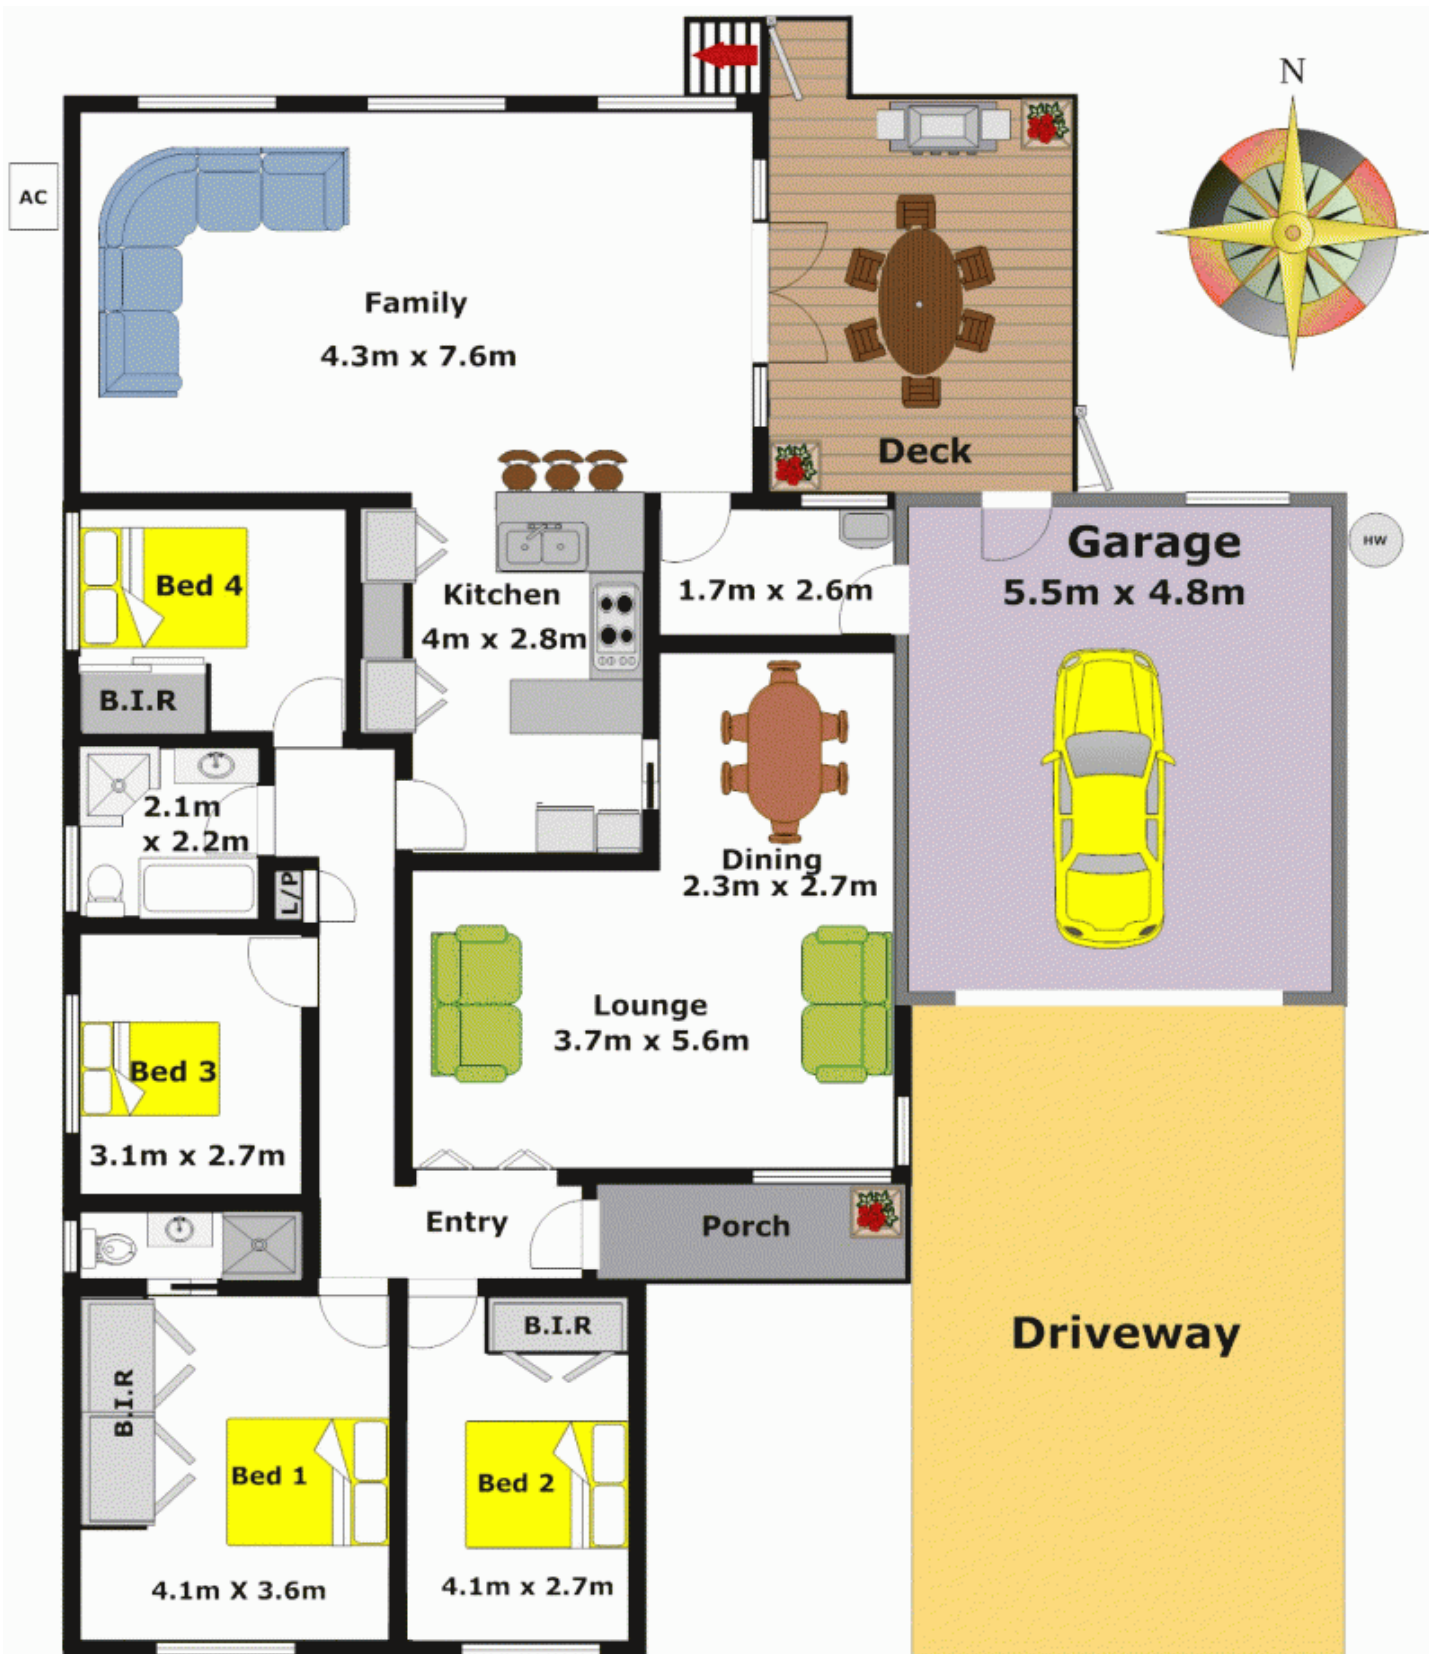 N
AC
Family
4.3m x 7.6m
Deck
Garage
5.5m x 4.8m
HW
Bed 4
B.I.R
Kitchen
4m x 2.8m
1.7m x 2.6m
2.1m
x 2.2m
L/P
Dining
2.3m x 2.7m
Lounge
3.7m x 5.6m
Bed 3
3.1m x 2.7m
Entry
Porch
Driveway
B.I.R
B.I.R
Bed 1
Bed 2
4.1m X 3.6m
4.1m x 2.7m